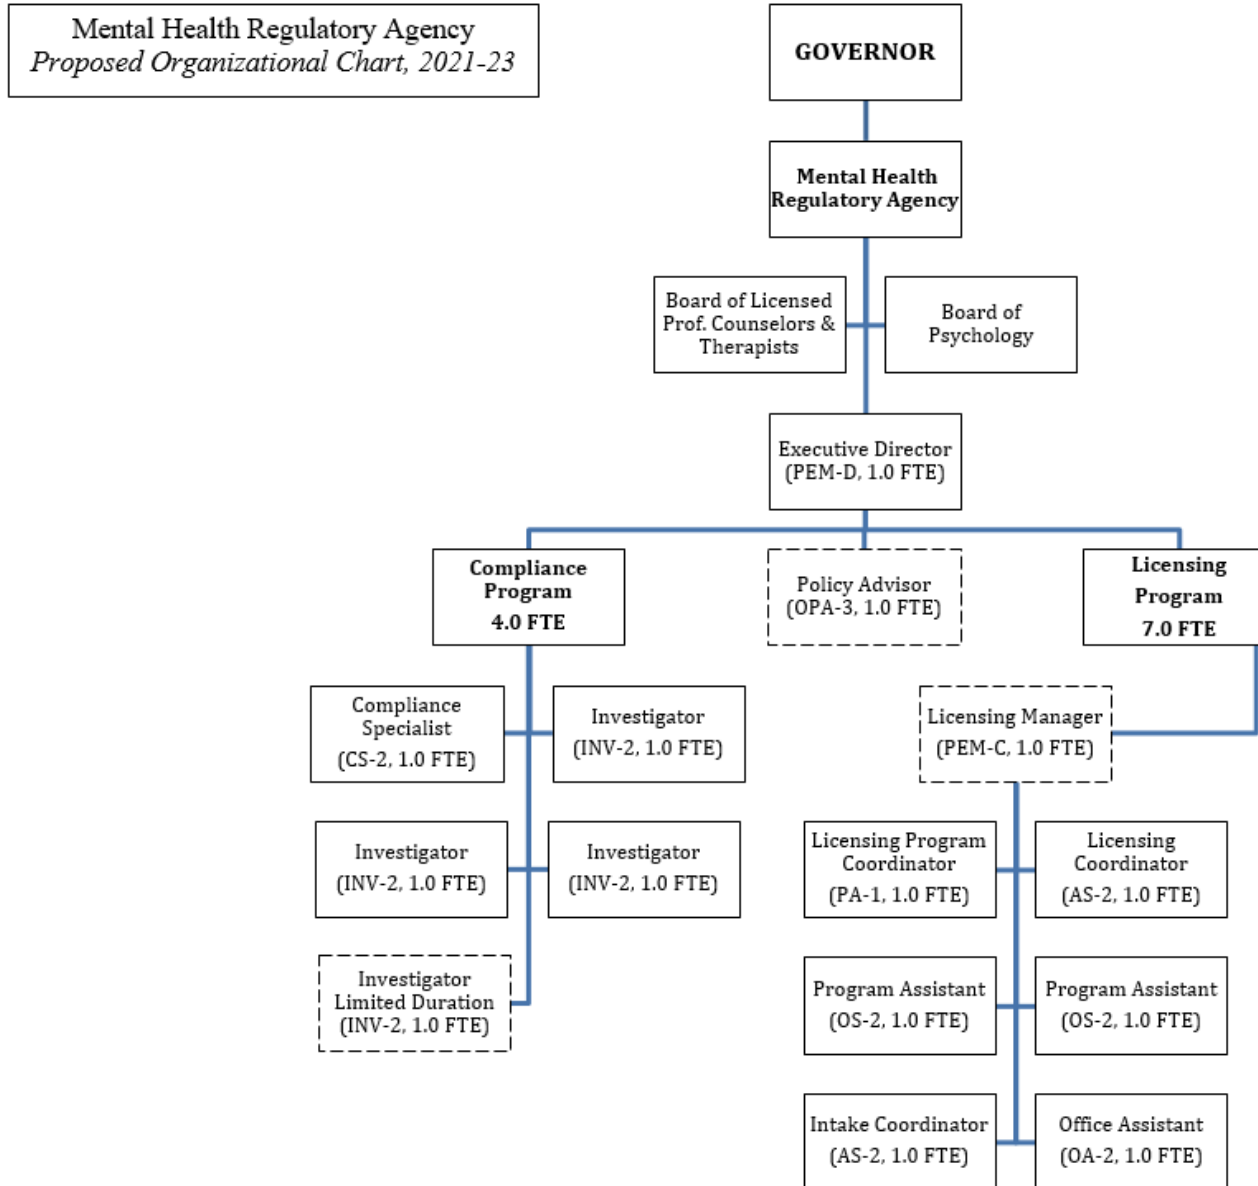 Mental Health Regulatory Agency
Proposed Organizational Chart, 2021-23
GOVERNOR
Mental Health
Regulatory Agency
Board of Licensed
Prof. Counselors &
Therapists
Board of
Psychology
Executive Director
(PEM-D, 1.0 FTE)
Compliance
Program
4.0 FTE
Policy Advisor
(OPA-3, 1.0 FTE)
Licensing
Program
7.0 FTE
Compliance
Specialist
(CS-2, 1.0 FTE)
Investigator
(INV-2, 1.0 FTE)
Licensing Manager
(PEM-C, 1.0 FTE)
Investigator
(INV-2, 1.0 FTE)
Investigator
(INV-2, 1.0 FTE)
Licensing Program
Coordinator
(PA-1, 1.0 FTE)
Licensing
Coordinator
(AS-2, 1.0 FTE)
Investigator
Limited Duration
(INV-2, 1.0 FTE)
Program Assistant
(OS-2, 1.0 FTE)
Program Assistant
(OS-2, 1.0 FTE)
Intake Coordinator
(AS-2, 1.0 FTE)
Office Assistant
(OA-2, 1.0 FTE)